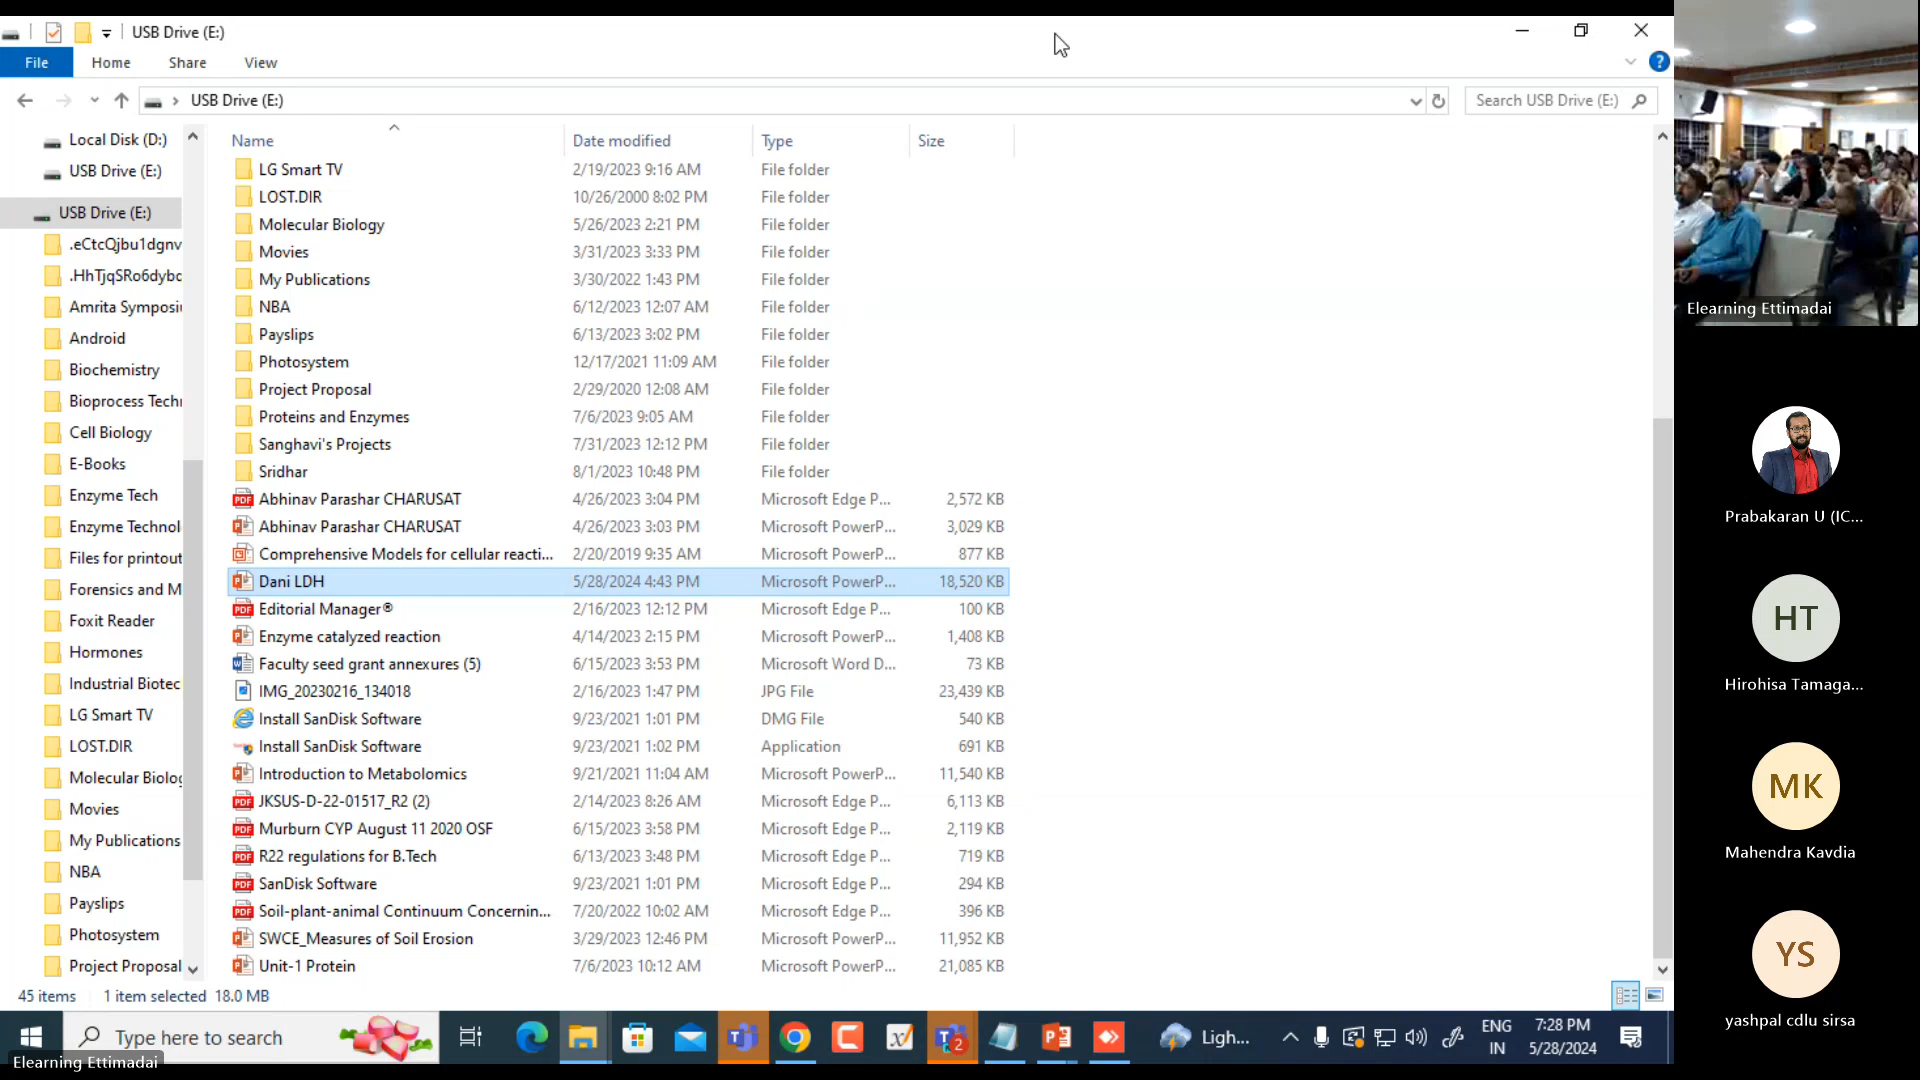 USB Drive (E:)
File
Home
Share
View
USB Drive (E:)
Search USB Drive (E:)
Local Disk (D:)
USB Drive (E:)
USB Drive (E:)
.eCtcQjbu1dgnv
.HhTjqSRo6dybc
Amrita Symposi
Android
Biochemistry
Bioprocess Techn
Cell Biology
E-Books
Enzyme Tech
Enzyme Technol
Files for printout
Forensics and M
Foxit Reader
Hormones
Industrial Biotec
LG Smart TV
LOST.DIR
Molecular Biolog
Movies
My Publications
NBA
Payslips
Photosystem
Project Proposal
Name Date modified Type Size
LG Smart TV 2/19/2023 9:16 AM File folder
LOST.DIR 10/26/2000 8:02 PM File folder
Molecular Biology 5/26/2023 2:21 PM File folder
Movies 3/31/2023 3:33 PM File folder
My Publications 3/30/2022 1:43 PM File folder
NBA 6/12/2023 12:07 AM File folder
Payslips 6/13/2023 3:02 PM File folder
Photosystem 12/17/2021 11:09 AM File folder
Project Proposal 2/29/2020 12:08 AM File folder
Proteins and Enzymes 7/6/2023 9:05 AM File folder
Sanghavi's Projects 7/31/2023 12:12 PM File folder
Sridhar 8/1/2023 10:48 PM File folder
Abhinav Parashar CHARUSAT 4/26/2023 3:04 PM Microsoft Edge P... 2,572 KB
Abhinav Parashar CHARUSAT 4/26/2023 3:03 PM Microsoft PowerP... 3,029 KB
Comprehensive Models for cellular reacti... 2/20/2019 9:35 AM Microsoft PowerP... 877 KB
Dani LDH 5/28/2024 4:43 PM Microsoft PowerP... 18,520 KB
Editorial Manager® 2/16/2023 12:12 PM Microsoft Edge P... 100 KB
Enzyme catalyzed reaction 4/14/2023 2:15 PM Microsoft PowerP... 1,408 KB
Faculty seed grant annexures (5) 6/15/2023 3:53 PM Microsoft Word D... 73 KB
IMG_20230216_134018 2/16/2023 1:47 PM JPG File 23,439 KB
Install SanDisk Software 9/23/2021 1:01 PM DMG File 540 KB
Install SanDisk Software 9/23/2021 1:02 PM Application 691 KB
Introduction to Metabolomics 9/21/2021 11:04 AM Microsoft PowerP... 11,540 KB
JKSUS-D-22-01517_R2 (2) 2/14/2023 8:26 AM Microsoft Edge P... 6,113 KB
Murburn CYP August 11 2020 OSF 6/15/2023 3:58 PM Microsoft Edge P... 2,119 KB
R22 regulations for B.Tech 6/13/2023 3:48 PM Microsoft Edge P... 719 KB
SanDisk Software 9/23/2021 1:01 PM Microsoft Edge P... 294 KB
Soil-plant-animal Continuum Concernin... 7/20/2022 10:02 AM Microsoft Edge P... 396 KB
SWCE_Measures of Soil Erosion 3/29/2023 12:46 PM Microsoft PowerP... 11,952 KB
Unit-1 Protein 7/6/2023 10:12 AM Microsoft PowerP... 21,085 KB
45 items 1 item selected 18.0 MB
Type here to search
2
Ligh...
ENG
IN
7:28 PM
5/28/2024
Elearning Ettimadai
Elearning Ettimadai
Prabakaran U (IC...
HT
Hirohisa Tamaga...
MK
Mahendra Kavdia
YS
yashpal cdlu sirsa